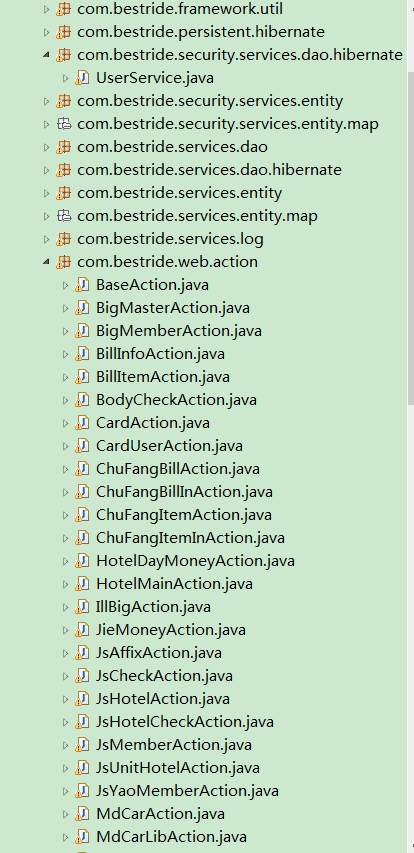 com.bestride.framework.util
com.bestride.persistent.hibernate
com.bestride.security.services.dao.hibernate
UserService.java
com.bestride.security.services.entity
com.bestride.security.services.entity.map
com.bestride.services.dao
com.bestride.services.dao.hibernate
com.bestride.services.entity
com.bestride.services.entity.map
com.bestride.services.log
com.bestride.web.action
BaseAction.java
BigMasterAction.java
BigMemberAction.java
BillInfoAction.java
BillItemAction.java
BodyCheckAction.java
CardAction.java
CardUserAction.java
ChuFangBillAction.java
ChuFangBillInAction.java
ChuFangItemAction.java
ChuFangItemInAction.java
HotelDayMoneyAction.java
HotelMainAction.java
IllBigAction.java
JieMoneyAction.java
JsAffixAction.java
JsCheckAction.java
JsHotelAction.java
JsHotelCheckAction.java
JsMemberAction.java
JsUnitHotelAction.java
JsYaoMemberAction.java
MdCarAction.java
MdCarLibAction.java